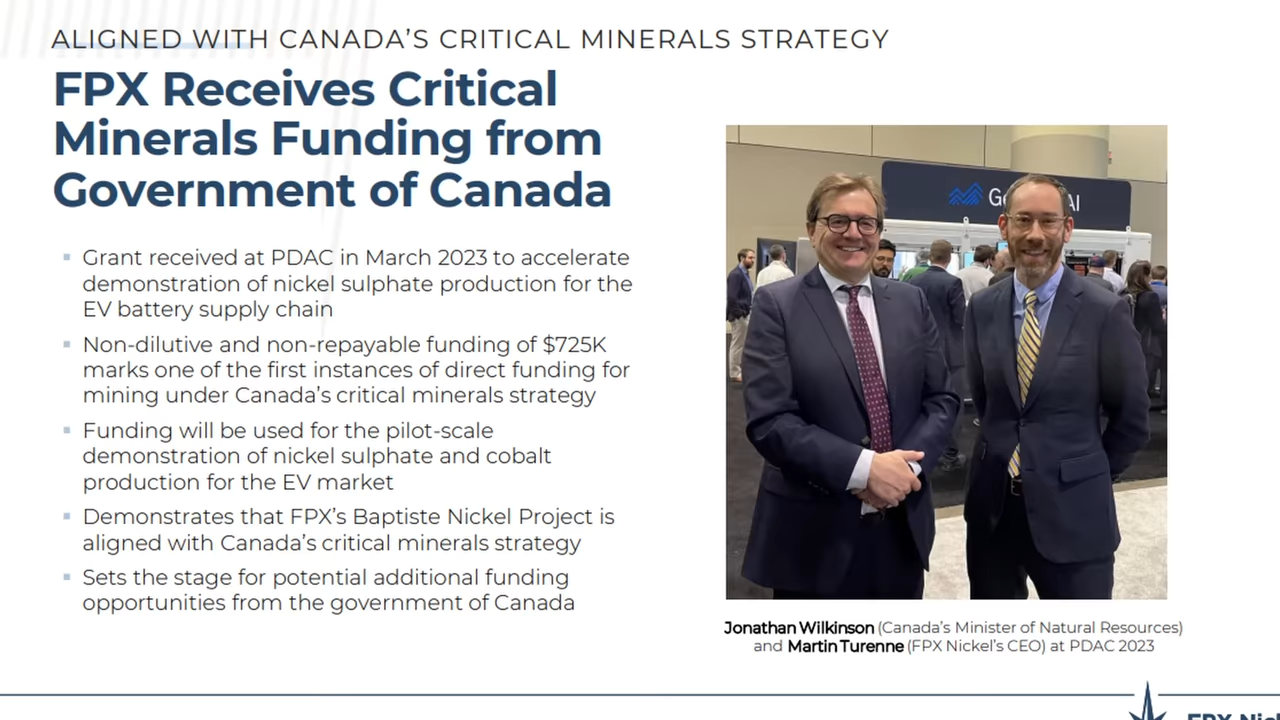 ALIGNED WITH CANADA'S CRITICAL MINERALS STRATEGY
FPX Receives Critical
Minerals Funding from
Government of Canada
Grant received at PDAC in March 2023 to accelerate
demonstration of nickel sulphate production for the
EV battery supply chain
Non-dilutive and non-repayable funding of $725K
marks one of the first instances of direct funding for
mining under Canada's critical minerals strategy
Funding will be used for the pilot-scale
demonstration of nickel sulphate and cobalt
production for the EV market
Demonstrates that FPX's Baptiste Nickel Project is
aligned with Canada's critical minerals strategy
Sets the stage for potential additional funding
opportunities from the government of Canada
Jonathan Wilkinson (Canada's Minister of Natural Resources)
and Martin Turenne (FPX Nickel's CEO) at PDAC 2023